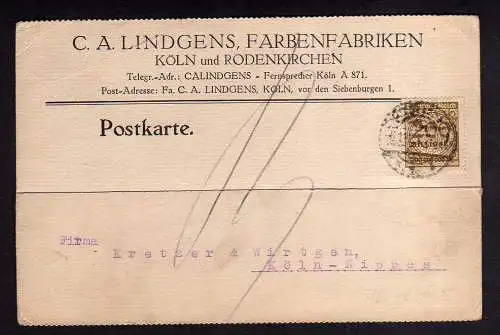 C. A. LINDGENS, FARBENFABRIKEN
KÖLN und RODENKIRCHEN
Telegr.-Adr.: CALINDGENS - Fernsprecher Köln A 871.
Post-Adresse: Fa. C. A. LINDGENS, KÖLN, vor den Siebenburgen 1.
200
Postkarte.
Firma
Kretzer & Wirtgen,
Köln-Nippes